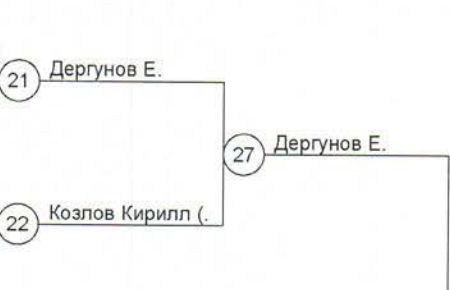 21 Дергунов Е.
27 Дергунов Е.
22 Козлов Кирилл (.